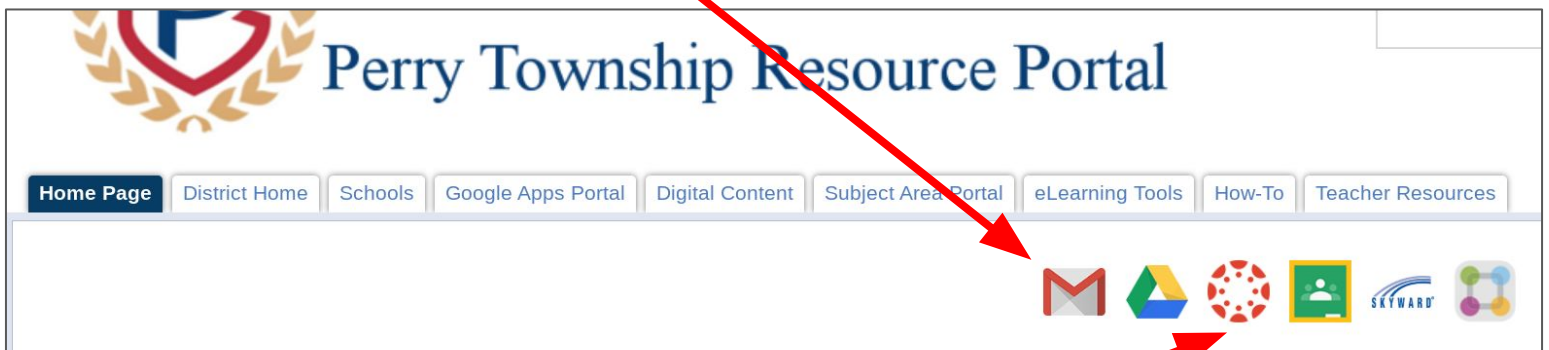 Perry Township Resource Portal
Home Page District Home Schools Google Apps Portal Digital Content Subject Area Portal eLearning Tools How-To Teacher Resources
SKYWARD